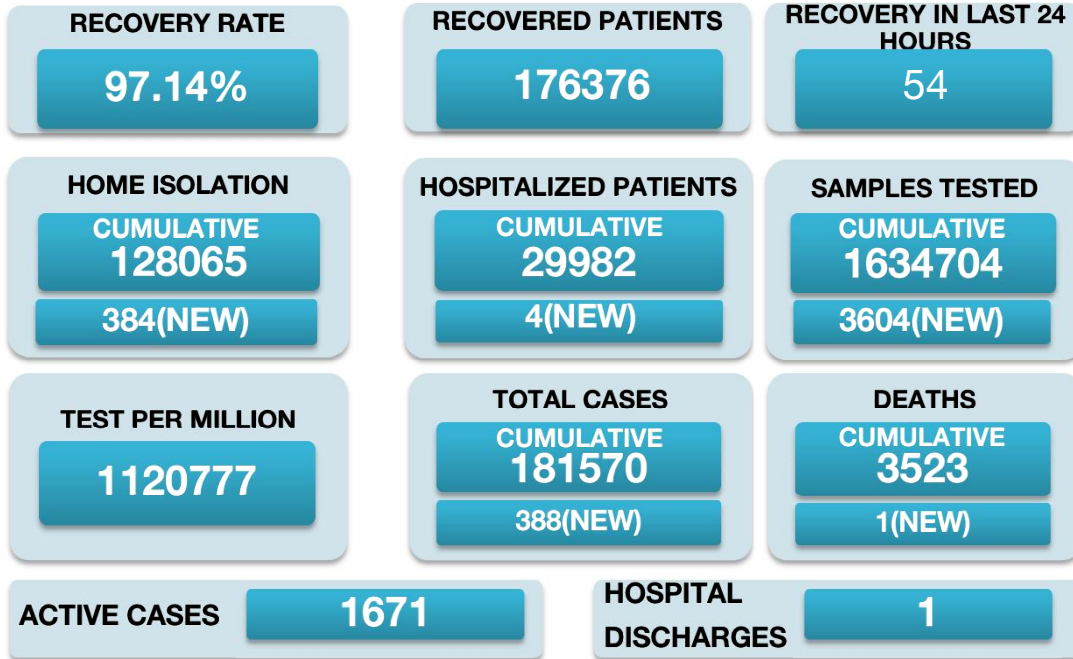 RECOVERY RATE
97.14%
RECOVERED PATIENTS
176376
RECOVERY IN LAST 24
HOURS
54
HOME ISOLATION
CUMULATIVE
128065
384(NEW)
HOSPITALIZED PATIENTS
CUMULATIVE
29982
4(NEW)
SAMPLES TESTED
CUMULATIVE
1634704
3604(NEW)
TEST PER MILLION
1120777
TOTAL CASES
CUMULATIVE
181570
388(NEW)
DEATHS
CUMULATIVE
3523
1(NEW)
ACTIVE CASES
1671
HOSPITAL
DISCHARGES
1